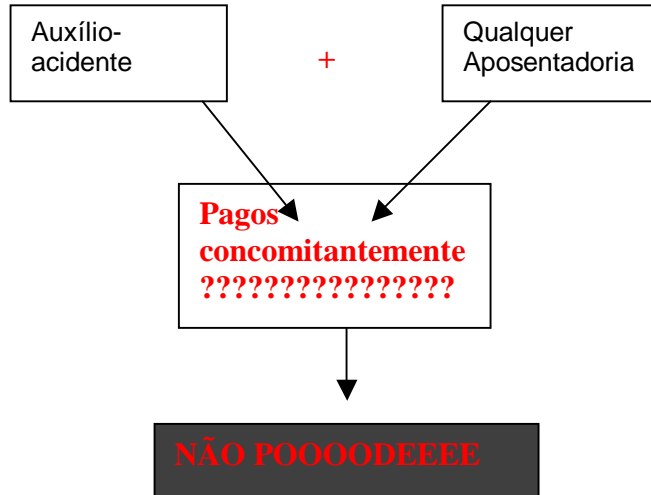 Auxílio-
acidente
+
Qualquer
Aposentadoria
Pagos
concomitantemente
????????????????
NÃO POOOODEEEE